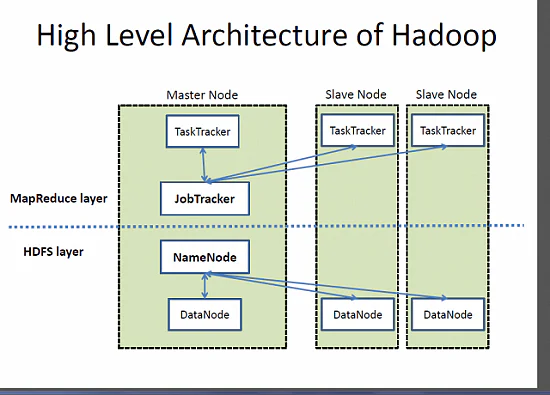 High Level Architecture of Hadoop
Master Node
Slave Node
Slave Node
TaskTracker
TaskTracker
TaskTracker
MapReduce layer
JobTracker
HDFS layer
NameNode
DataNode
DataNode
DataNode